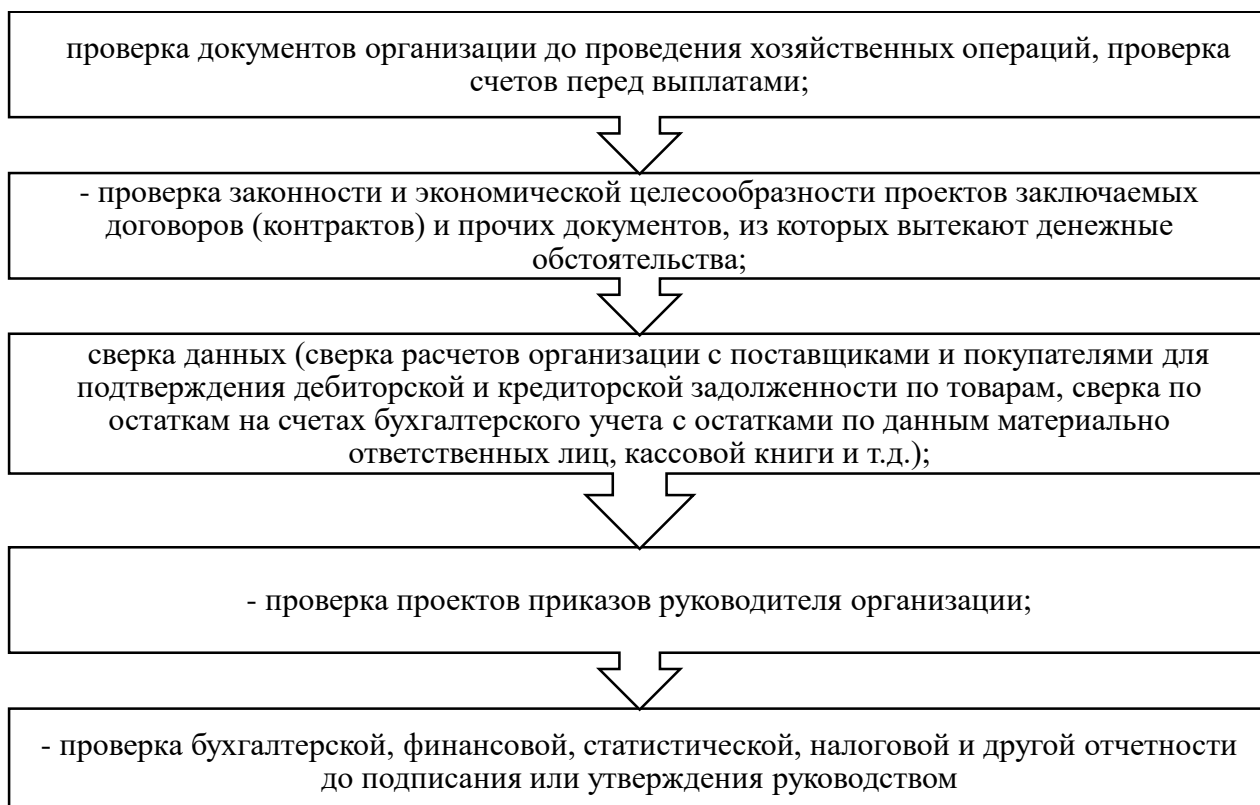 проверка документов организации до проведения хозяйственных операций, проверка
счетов перед выплатами;
- проверка законности и экономической целесообразности проектов заключаемых
договоров (контрактов) и прочих документов, из которых вытекают денежные
обстоятельства;
сверка данных (сверка расчетов организации с поставщиками и покупателями для
подтверждения дебиторской и кредиторской задолженности по товарам, сверка по
остаткам на счетах бухгалтерского учета с остатками по данным материально
ответственных лиц, кассовой книги и т.д.);
- проверка проектов приказов руководителя организации;
- проверка бухгалтерской, финансовой, статистической, налоговой и другой отчетности
до подписания или утверждения руководством